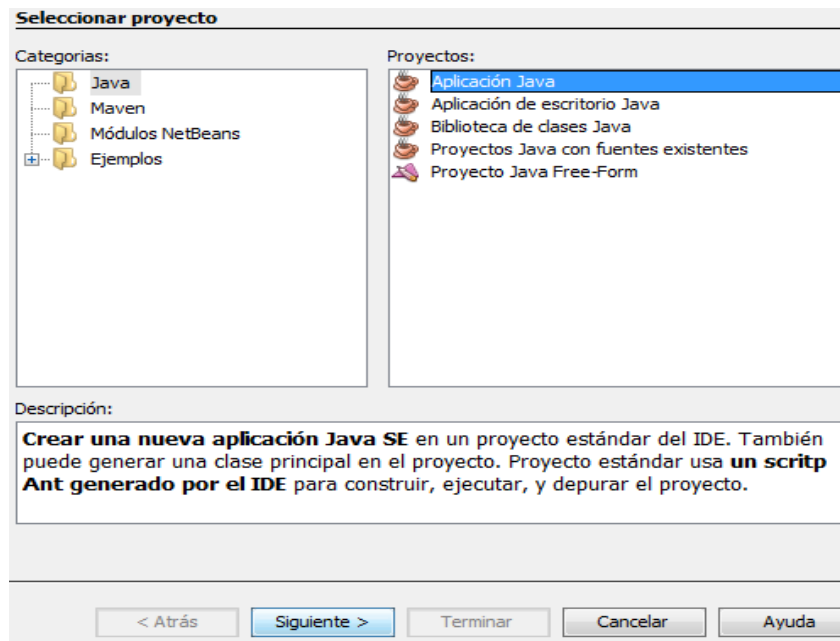 Seleccionar proyecto
Categorias:
Java
Maven
Módulos NetBeans
Ejemplos
Proyectos:
Aplicación Java
Aplicación de escritorio Java
Biblioteca de clases Java
Proyectos Java con fuentes existentes
Proyecto Java Free-Form
Descripción:
Crear una nueva aplicación Java SE en un proyecto estándar del IDE. También
puede generar una clase principal en el proyecto. Proyecto estándar usa un scritp
Ant generado por el IDE para construir, ejecutar, y depurar el proyecto.
< Atrás
Siguiente >
Terminar
Cancelar
Ayuda